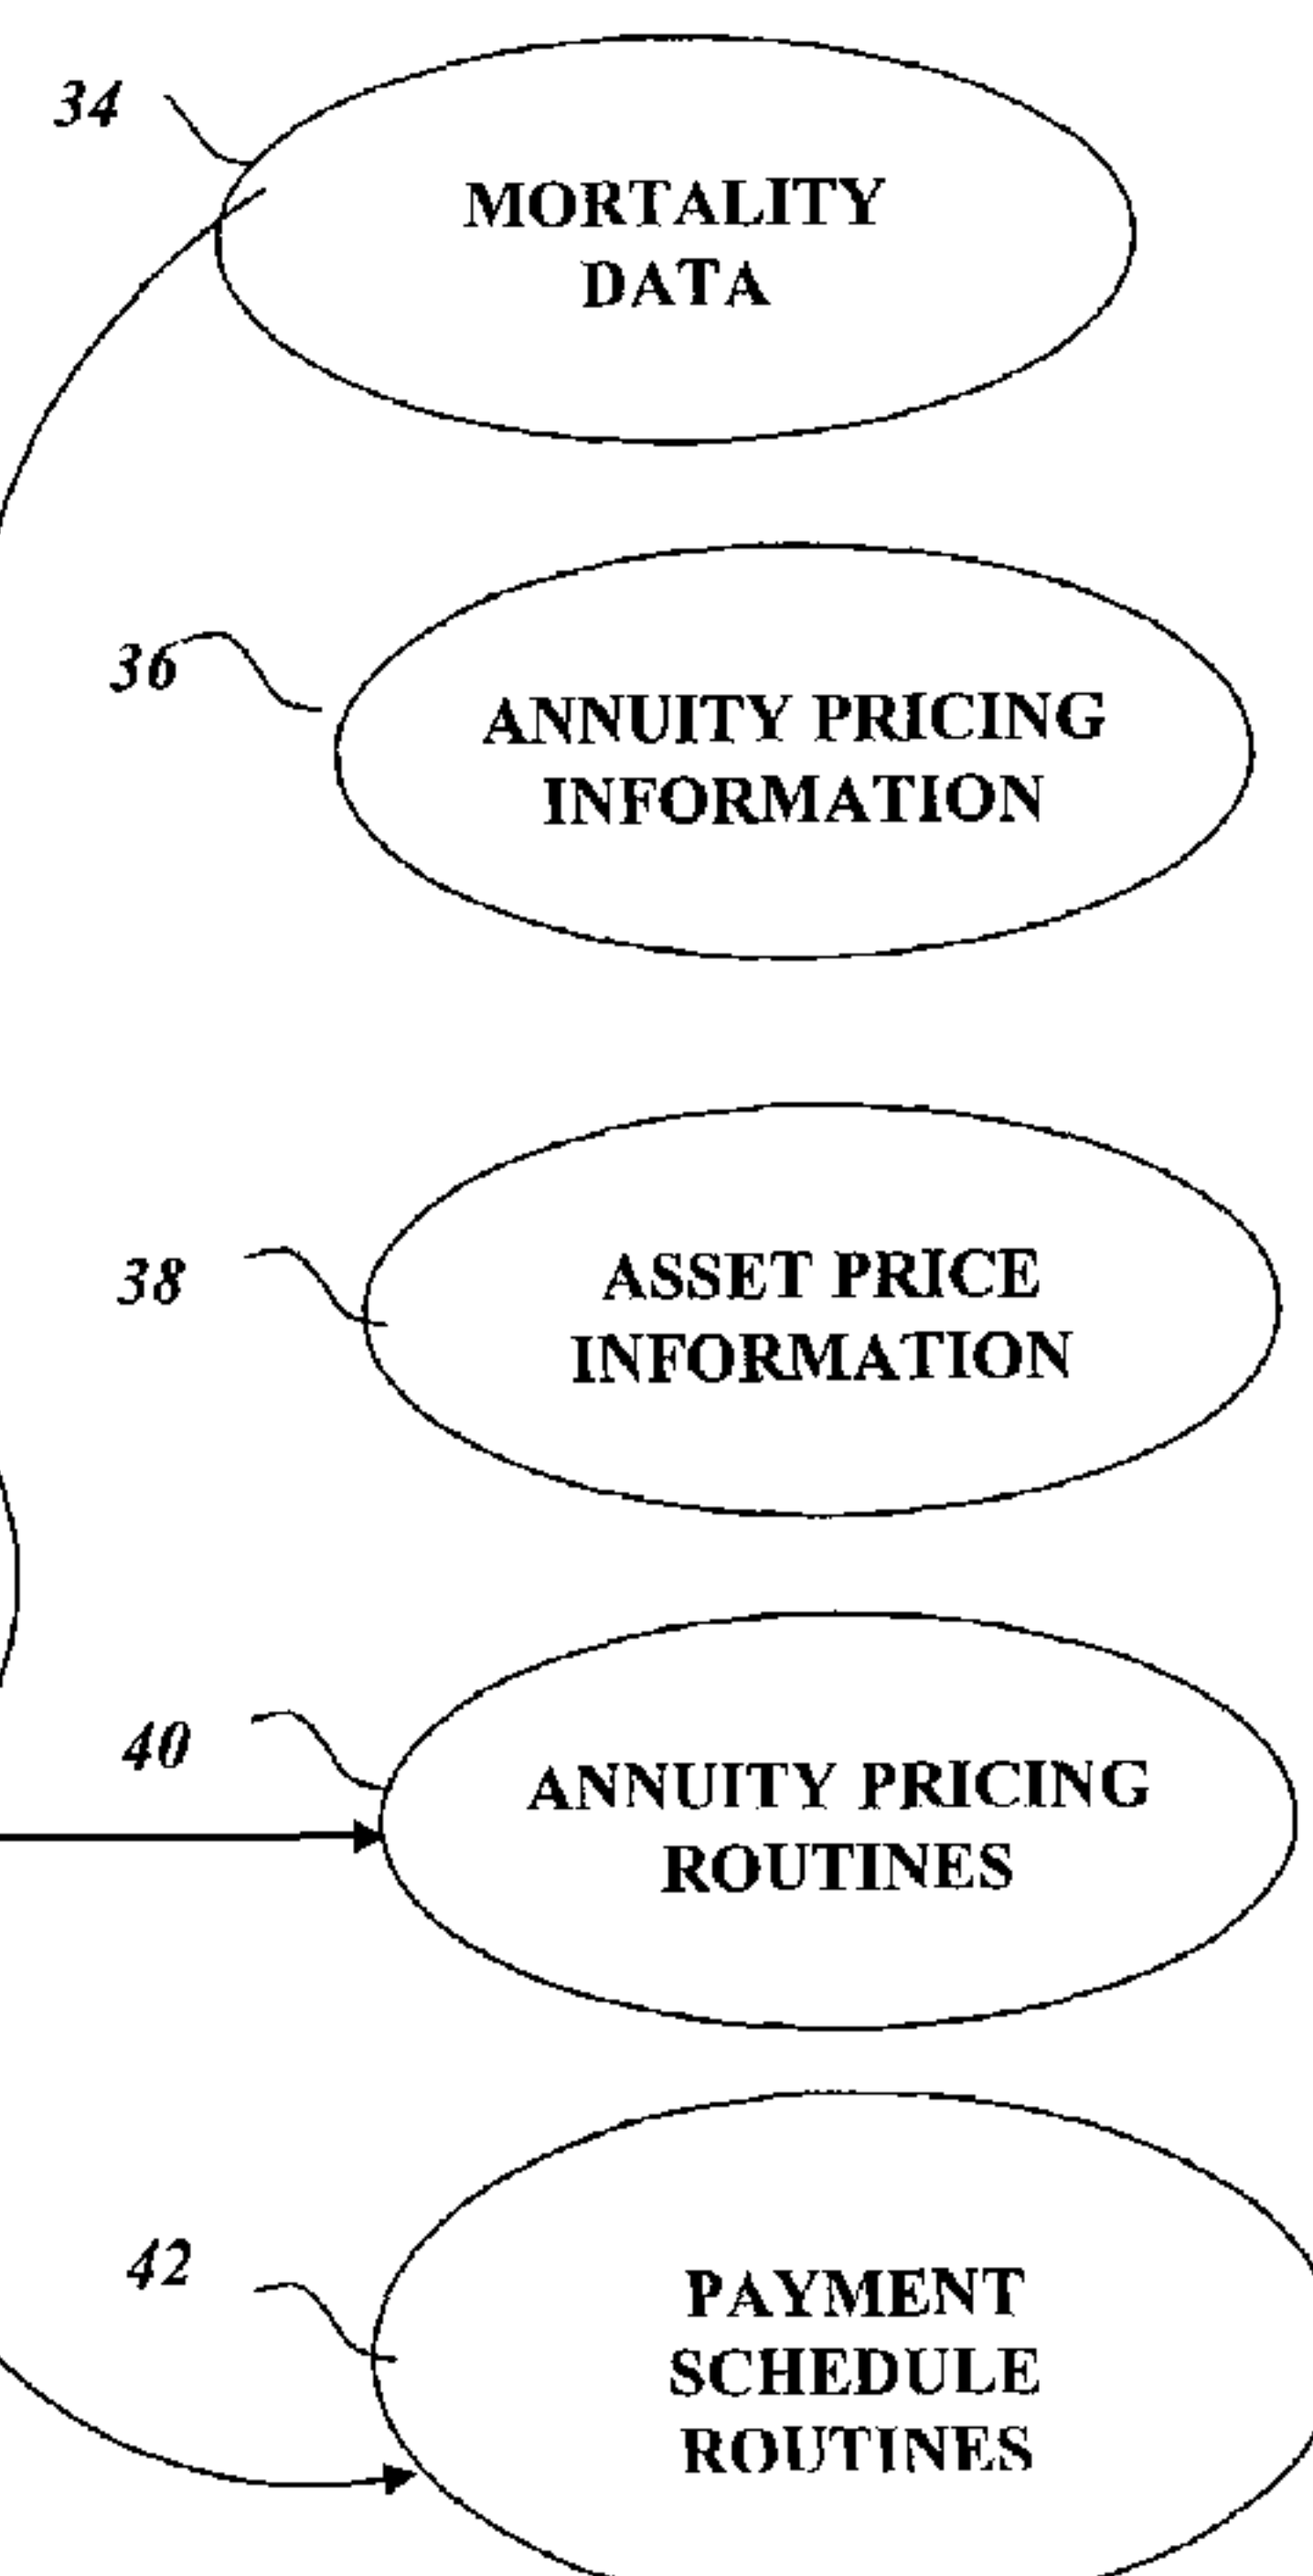 34
MORTALITY
DATA
36
ANNUITY PRICING
INFORMATION
38
ASSET PRICE
INFORMATION
40
ANNUITY PRICING
ROUTINES
42
PAYMENT
SCHEDULE
ROUTINES